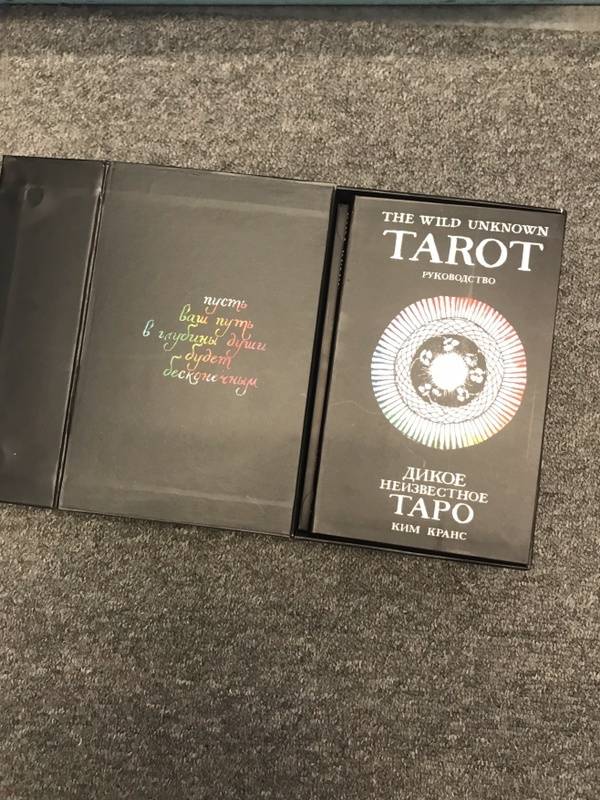 пусть
ваш путь
в глубины души
будет
бесконечным
THE WILD UNKNOWN
TAROT
РУКОВОДСТВО
ДИКОЕ
НЕИЗВЕСТНОЕ
ТАРО
КИМ КРАНС